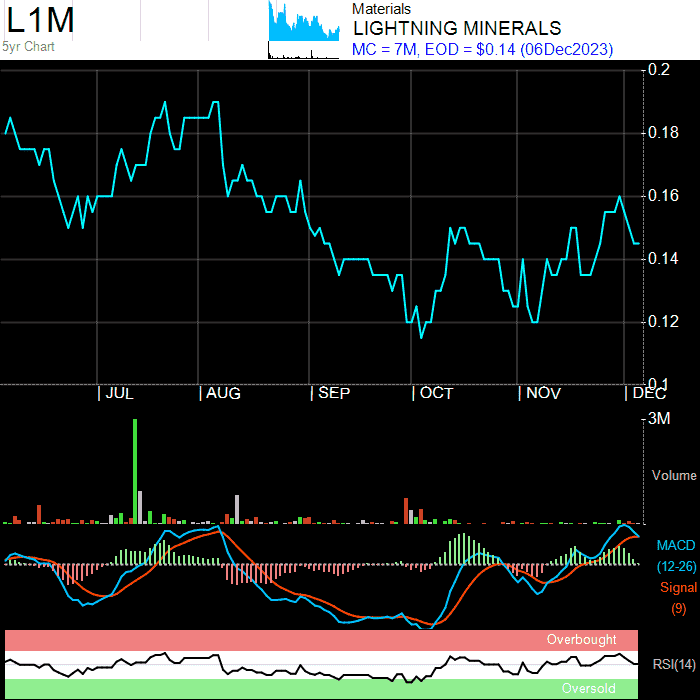 L1M
5yr Chart
Materials
LIGHTNING MINERALS
MC = 7M, EOD = $0.14 (06Dec2023)
0.2
0.18
0.16
0.14
0.12
0.1
JUL AUG SEP OCT NOV DEC
3M
Volume
MACD
(12-26)
Signal
(9)
Overbought
RSI(14)
Oversold